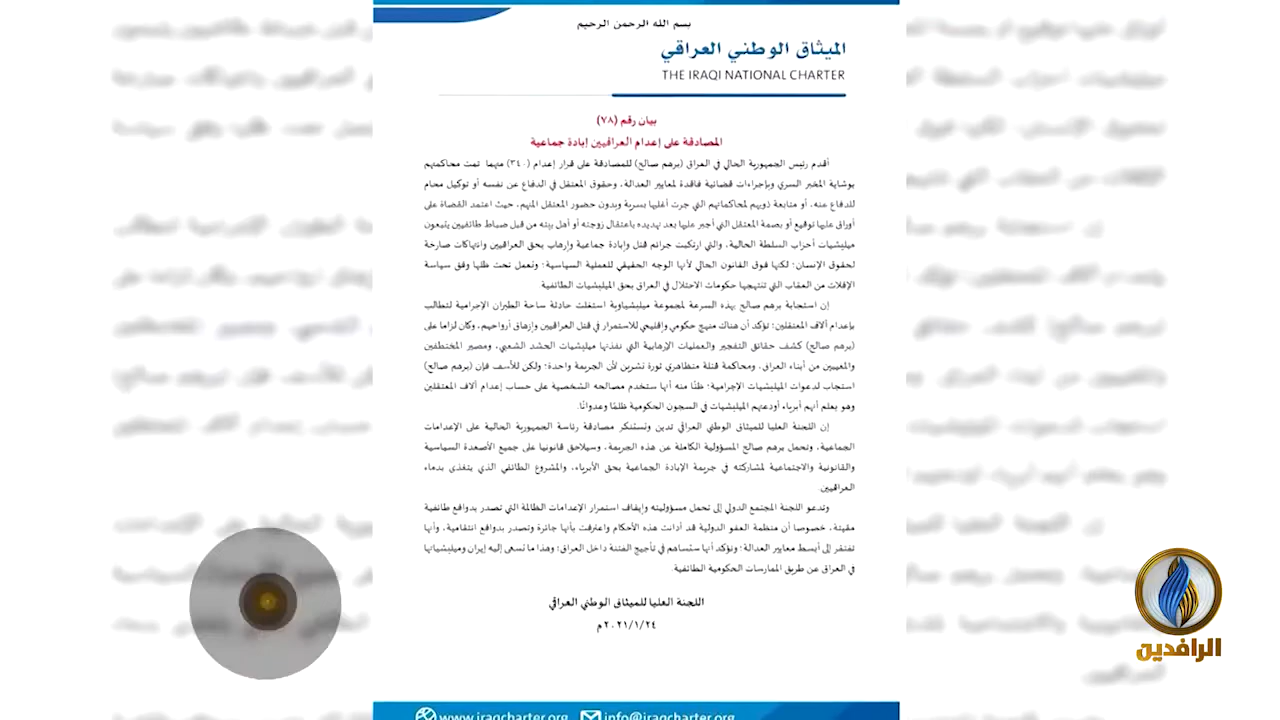 بسم الله الرحمن الرحيم
الميثاق الوطني العراقي
THE IRAQI NATIONAL CHARTER
بيان رقم (٧٨)
المصادقة على إعدام العراقيين إبادة جماعية
أقدم رئيس الجمهورية الحالي في العراق (برهم صالح) للمصادقة على قرار إعدام (٣٤٠) متهما تمت محاكمتهم
بوشاية المخبر السري وبإجراءات قضائية فاقدة لمعايير العدالة، وحقوق المعتقل في الدفاع عن نفسه أو توكيل محام
للدفاع عنه، أو متابعة ذويهم لمحاكماتهم التي جرت أغلبها بسرية وبدون حضور المعتقل المتهم، حيث اعتمد القضاة على
أوراق عليها توقيع أو بصمة المعتقل التي أجبر عليها بعد تهديده باعتقال زوجته أو أهل بيته من قبل ضباط طائفيين يتبعون
ميليشيات أحزاب السلطة الحالية، والتي ارتكبت جرائم قتل وإبادة جماعية وإرهاب بحق العراقيين وانتهاكات صارخة
لحقوق الإنسان؛ لكنها فوق القانون الحالي لأنها الوجه الحقيقي للعملية السياسية؛ وتعمل تحت ظلها وفق سياسة
الإفلات من العقاب التي تنتهجها حكومات الاحتلال في العراق بحق الميليشيات الطائفية.
إن استجابة برهم صالح بهذه السرعة لمجموعة ميليشياوية استغلت حادثة ساحة الطيران الإجرامية لتطالب
بإعدام آلاف المعتقلين؛ تؤكد أن هناك منهج حكومي وإقليمي للاستمرار في قتل العراقيين وإزهاق أرواحهم، وكان لزاما على
(برهم صالح) كشف حقائق التفجير والعمليات الإرهابية التي نفذتها ميليشيات الحشد الشعبي، ومصير المختطفين
والمغيبين من أبناء العراق، ومحاكمة قتلة متظاهري ثورة تشرين لأن الجريمة واحدة؛ ولكن للأسف فإن (برهم صالح)
استجاب لدعوات الميليشيات الإجرامية؛ ظنًا منه أنها ستخدم مصالحه الشخصية على حساب إعدام آلاف المعتقلين
وهو يعلم أنهم أبرياء أودعتهم الميليشيات في السجون الحكومية ظلمًا وعدوانًا.
إن اللجنة العليا للميثاق الوطني العراقي تدين وتستنكر مصادقة رئاسة الجمهورية الحالية على الإعدامات
الجماعية، وتحمل برهم صالح المسؤولية الكاملة عن هذه الجريمة، وسيلاحق قانونيا على جميع الأصعدة السياسية
والقانونية والاجتماعية لمشاركته في جريمة الإبادة الجماعية بحق الأبرياء، والمشروع الطائفي الذي يتغذى بدماء
العراقيين.
وتدعو اللجنة المجتمع الدولي إلى تحمل مسؤوليته وإيقاف استمرار الإعدامات الظالمة التي تصدر بدوافع طائفية
مقيتة، خصوصا أن منظمة العفو الدولية قد أدانت هذه الأحكام واعترفت بأنها جائرة وتصدر بدوافع انتقامية، وأنها
تفتقر إلى أبسط معايير العدالة؛ ونؤكد أنها ستساهم في تأجيج الفتنة داخل العراق؛ وهذا ما تسعى إليه إيران وميليشياتها
في العراق عن طريق الممارسات الحكومية الطائفية.
اللجنة العليا للميثاق الوطني العراقي
٢٠٢١/١/٢٤م
www.iraqcharter.org info@iraqcharter.org
الرافدين